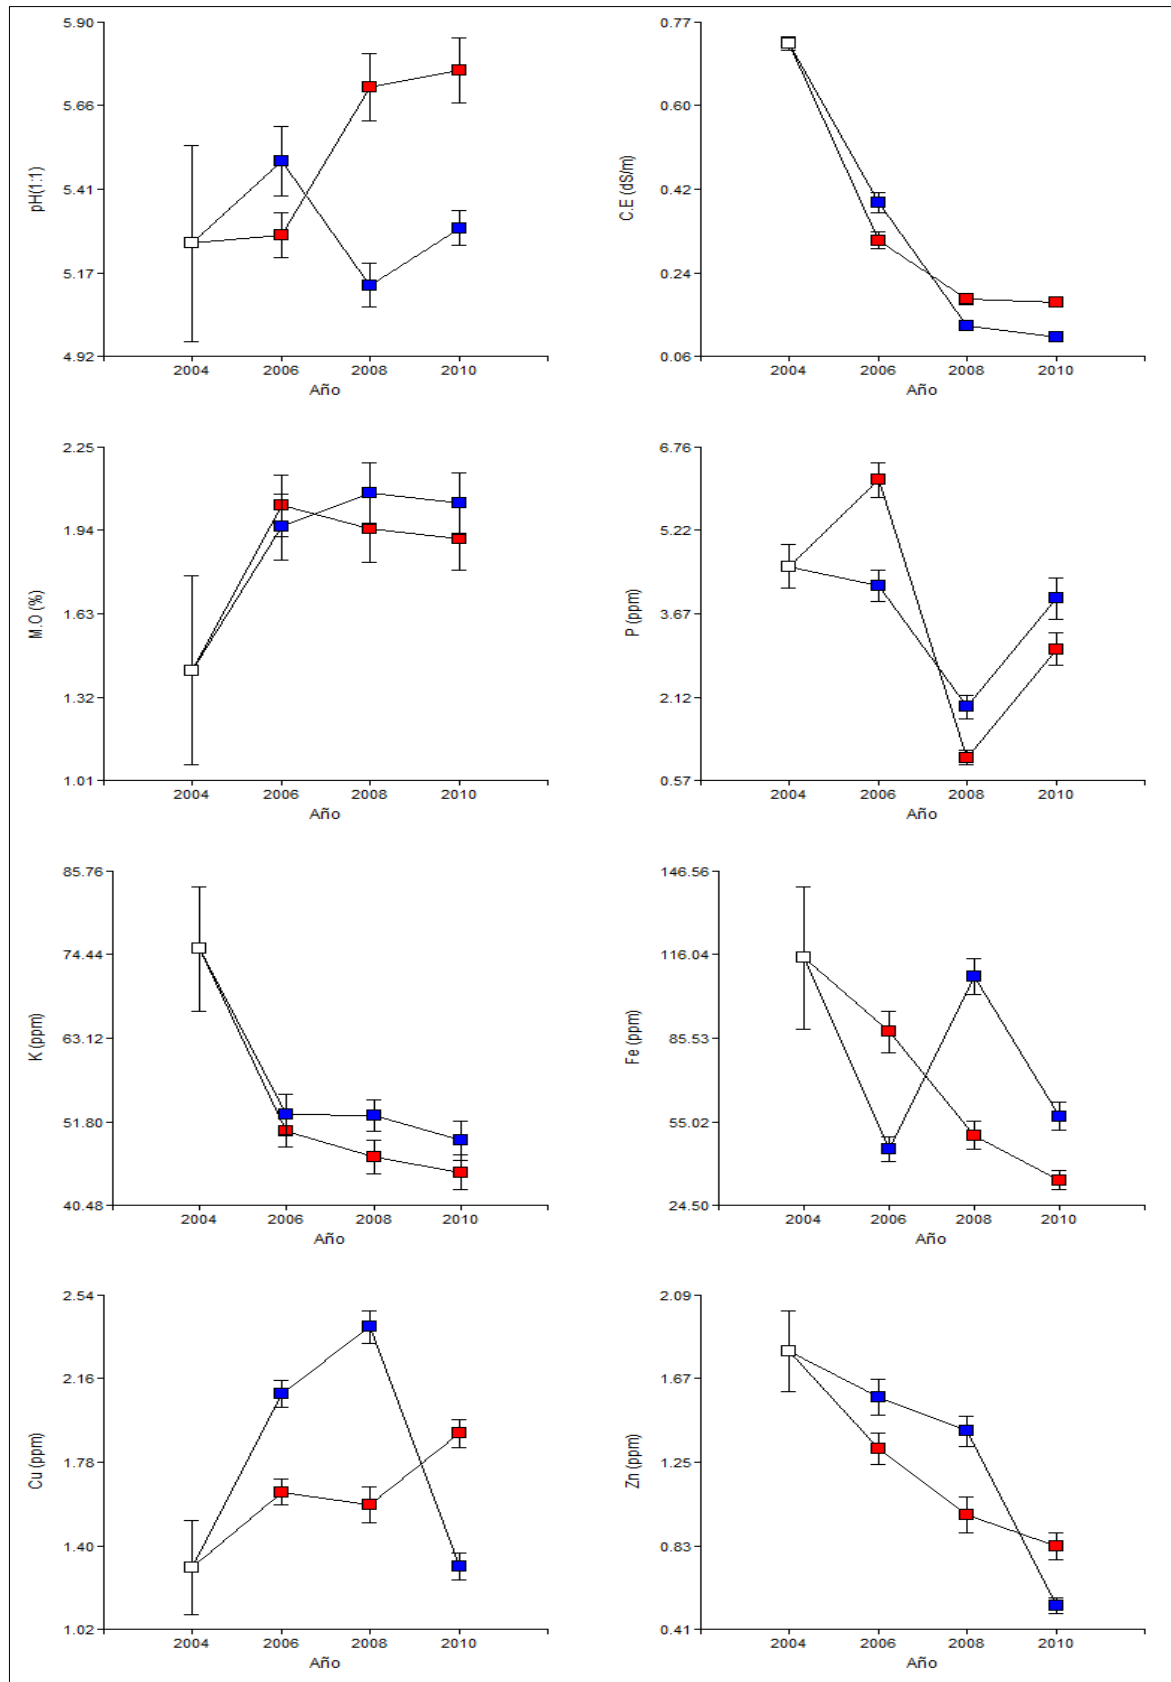 pH(1:1)
5.90
5.66
5.41
5.17
4.92
2004 2006 2008 2010
Año
C.E (dS/m)
0.77
0.60
0.42
0.24
0.06
2004 2006 2008 2010
Año
M.O (%)
2.25
1.94
1.63
1.32
1.01
2004 2006 2008 2010
Año
P (ppm)
6.76
5.22
3.67
2.12
0.57
2004 2006 2008 2010
Año
K (ppm)
85.76
74.44
63.12
51.80
40.48
2004 2006 2008 2010
Año
Fe (ppm)
146.56
116.04
85.53
55.02
24.50
2004 2006 2008 2010
Año
Cu (ppm)
2.54
2.16
1.78
1.40
1.02
2004 2006 2008 2010
Año
Zn (ppm)
2.09
1.67
1.25
0.83
0.41
2004 2006 2008 2010
Año